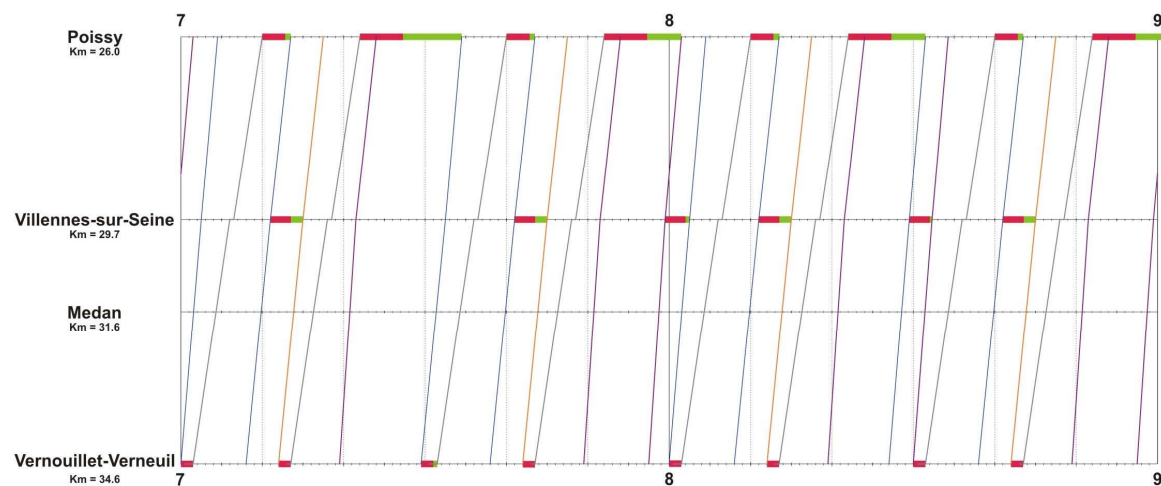 7 8 9
Poissy
Km = 26.0
Villennes-sur-Seine
Km = 29.7
Medan
Km = 31.6
Vernouillet-Verneuil
Km = 34.6
7 8 9